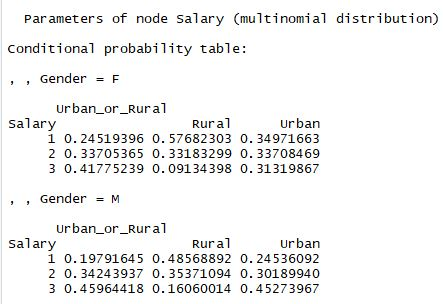 Parameters of node Salary (multinomial distribution)
Conditional probability table:
, , Gender = F
Urban_or_Rural
Salary Rural Urban
1 0.24519396 0.57682303 0.34971663
2 0.33705365 0.33183299 0.33708469
3 0.41775239 0.09134398 0.31319867
, , Gender = M
Urban_or_Rural
Salary Rural Urban
1 0.19791645 0.48568892 0.24536092
2 0.34243937 0.35371094 0.30189940
3 0.45964418 0.16060014 0.45273967